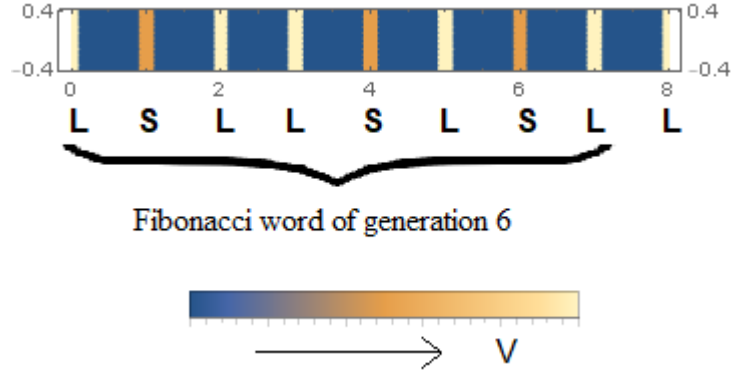 0.4 0.4
-0.4 -0.4
0 2 4 6 8
L S L L S L S L L
Fibonacci word of generation 6
V